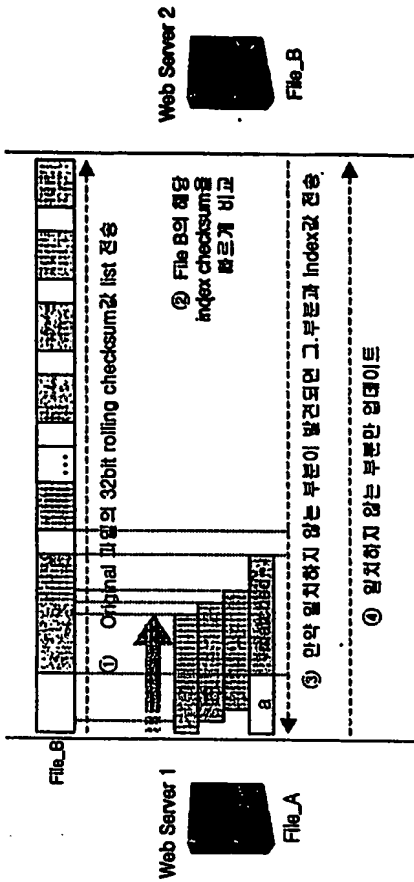 File_B
Web Server 1
File_A
Web Server 2
File_B
① Original 파일의 32bit rolling checksum값 list 전송
...
② File B의 해당
index checksum을
빠르게 비교
a
③ 만약 일치하지 않는 부분이 발견되면 그 부분과 Index값 전송
④ 일치하지 않는 부분만 업데이트